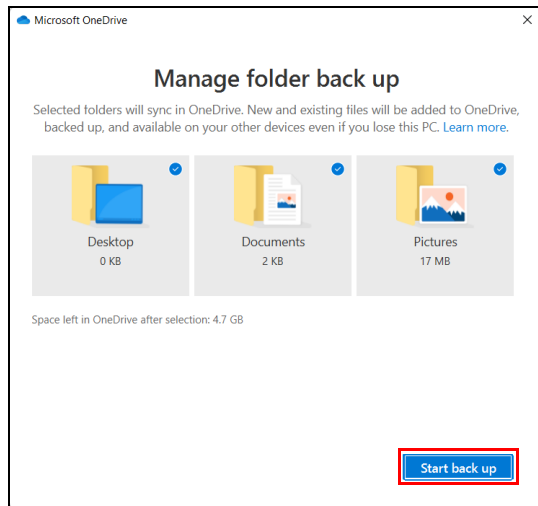 Microsoft OneDrive
Manage folder back up
Selected folders will sync in OneDrive. New and existing files will be added to OneDrive,
backed up, and available on your other devices even if you lose this PC. Learn more.
Desktop
0 KB
Documents
2 KB
Pictures
17 MB
Space left in OneDrive after selection: 4.7 GB
Start back up